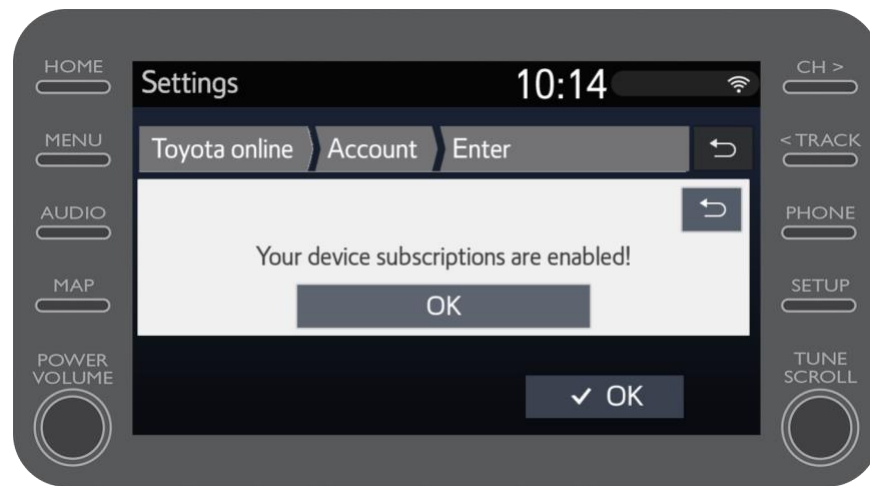 HOME
MENU
AUDIO
MAP
POWER
VOLUME
Settings 10:14
Toyota online Account Enter
Your device subscriptions are enabled!
OK
✓ OK
CH >
< TRACK
PHONE
SETUP
TUNE
SCROLL